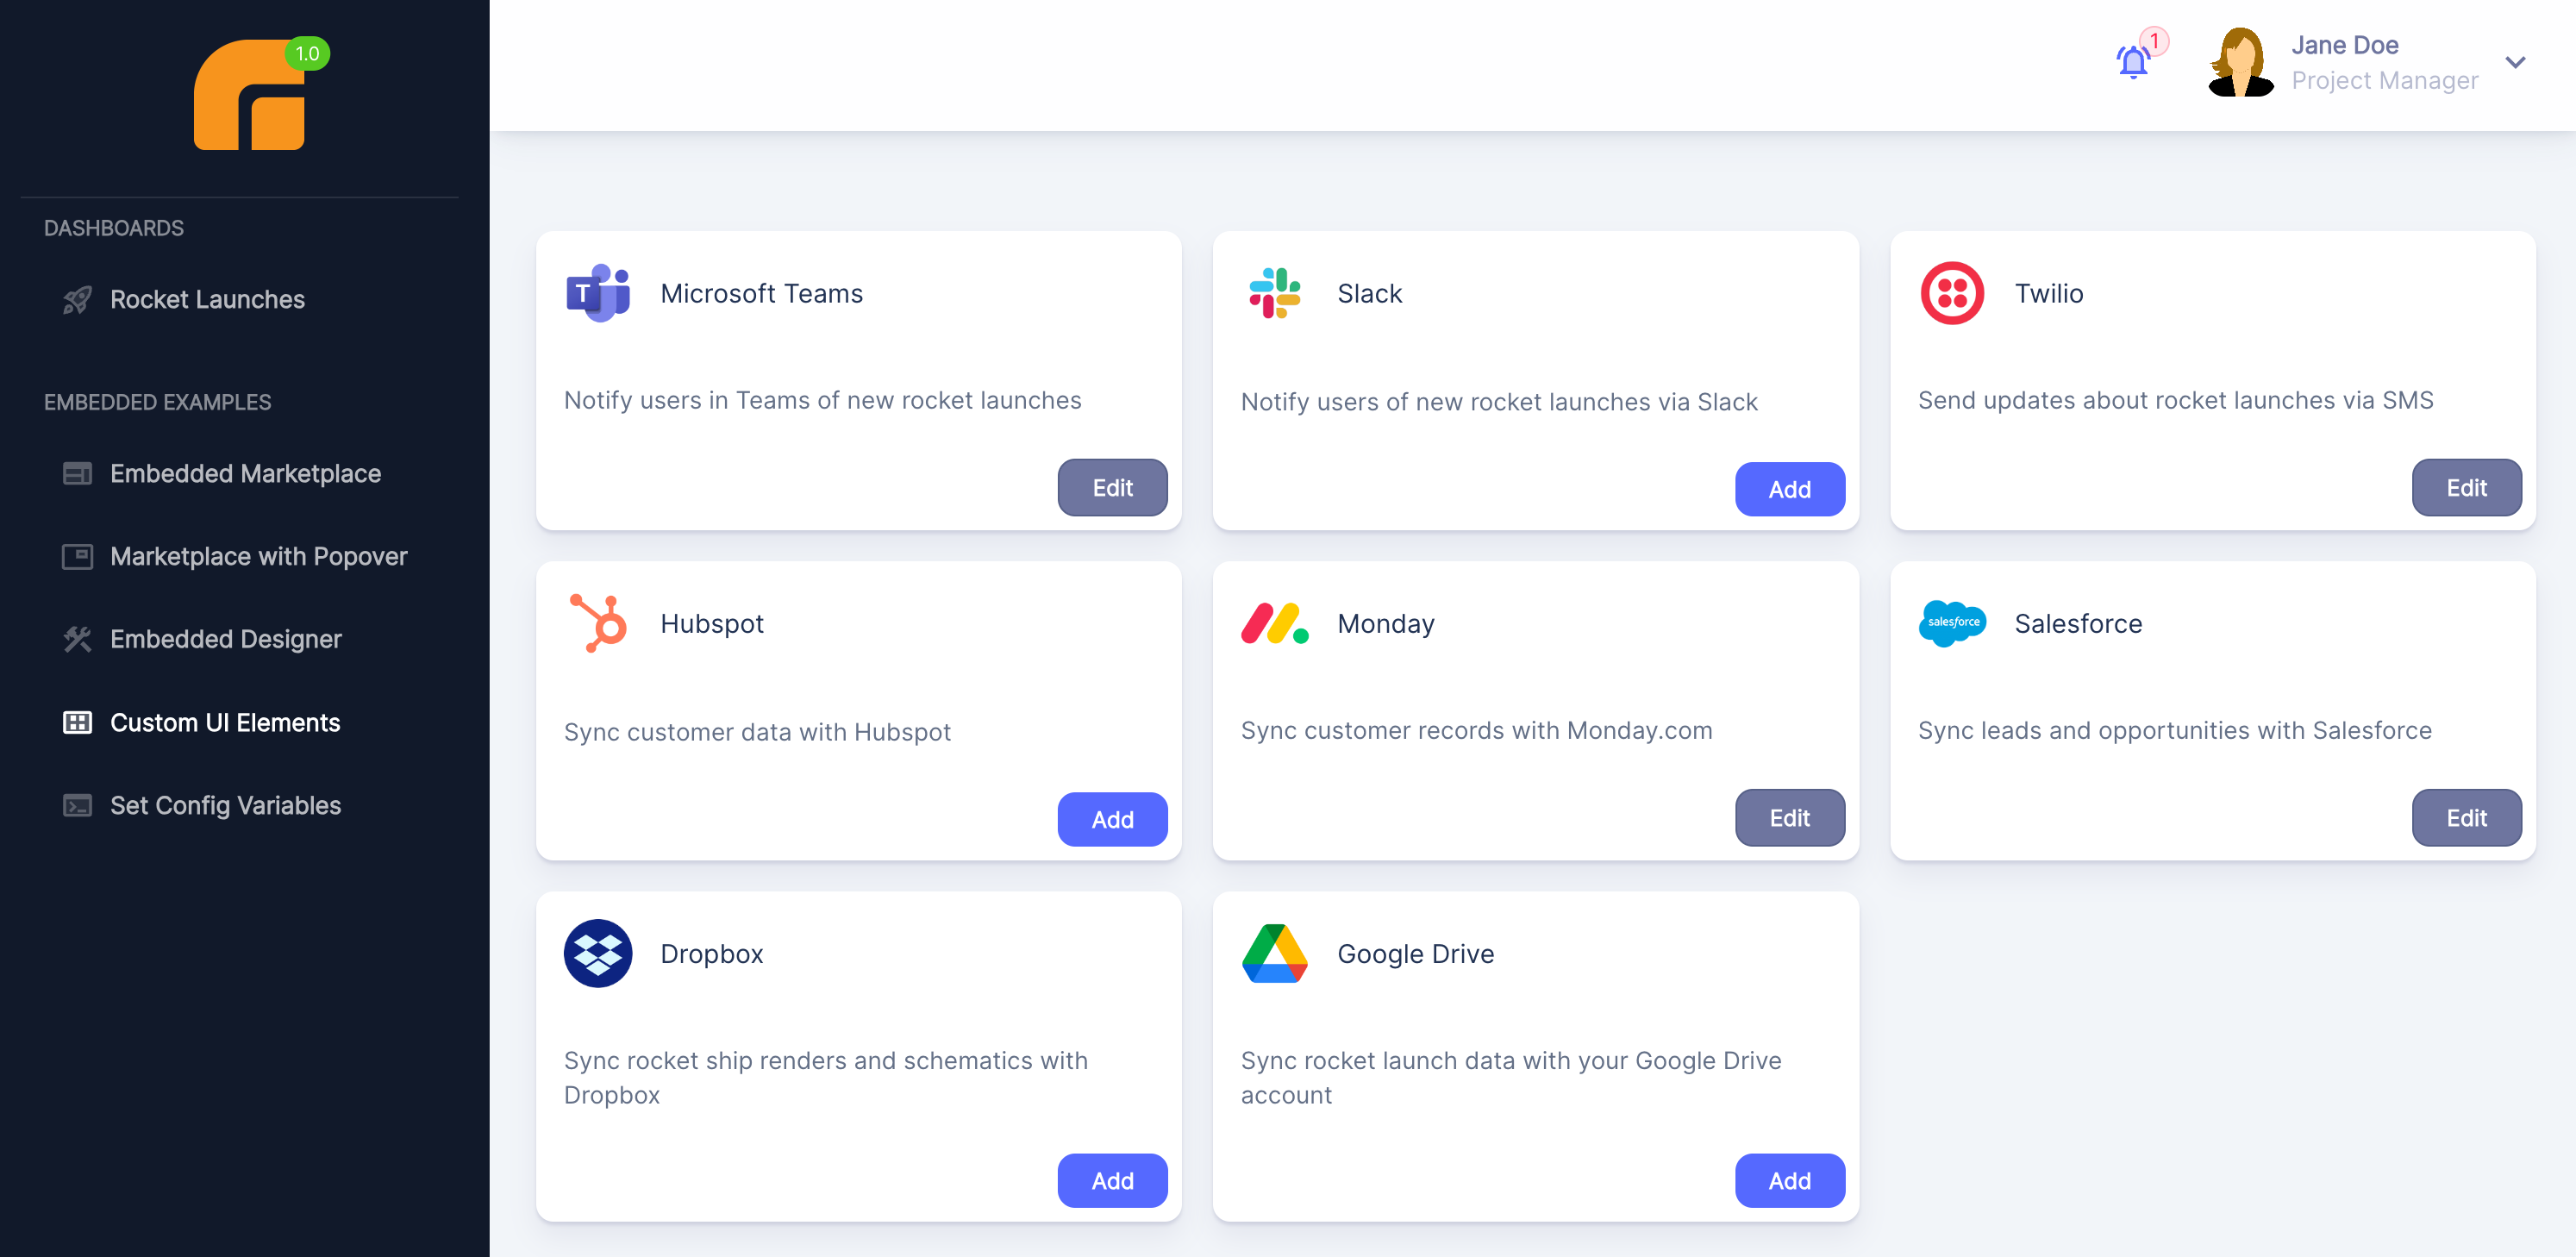 1.0
DASHBOARDS
Rocket Launches
EMBEDDED EXAMPLES
Embedded Marketplace
Marketplace with Popover
Embedded Designer
Custom UI Elements
Set Config Variables
1
Jane Doe
Project Manager
T
Microsoft Teams
Notify users in Teams of new rocket launches
Edit
Slack
Notify users of new rocket launches via Slack
Add
Twilio
Send updates about rocket launches via SMS
Edit
Hubspot
Sync customer data with Hubspot
Add
Monday
Sync customer records with Monday.com
Edit
salesforce
Salesforce
Sync leads and opportunities with Salesforce
Edit
Dropbox
Sync rocket ship renders and schematics with
Dropbox
Add
Google Drive
Sync rocket launch data with your Google Drive
account
Add